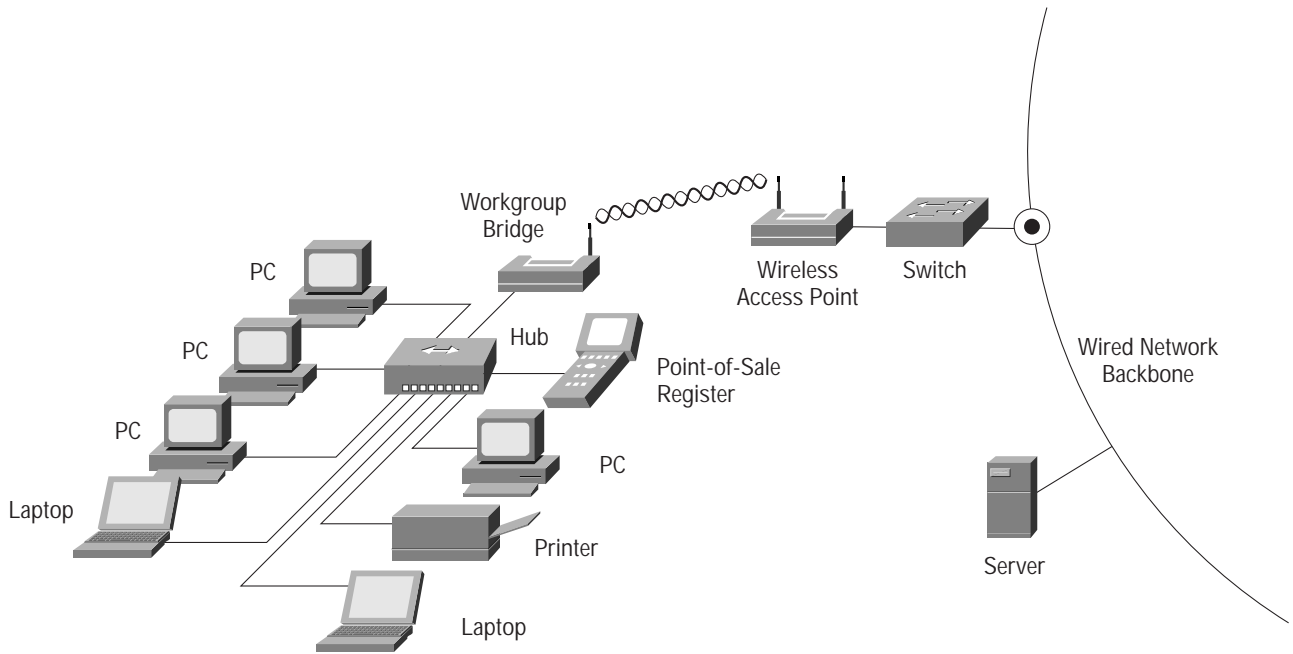 Workgroup
Bridge
PC
Wireless
Access Point
Switch
Hub
PC
Point-of-Sale
Register
Wired Network
Backbone
PC
PC
Laptop
Printer
Server
Laptop